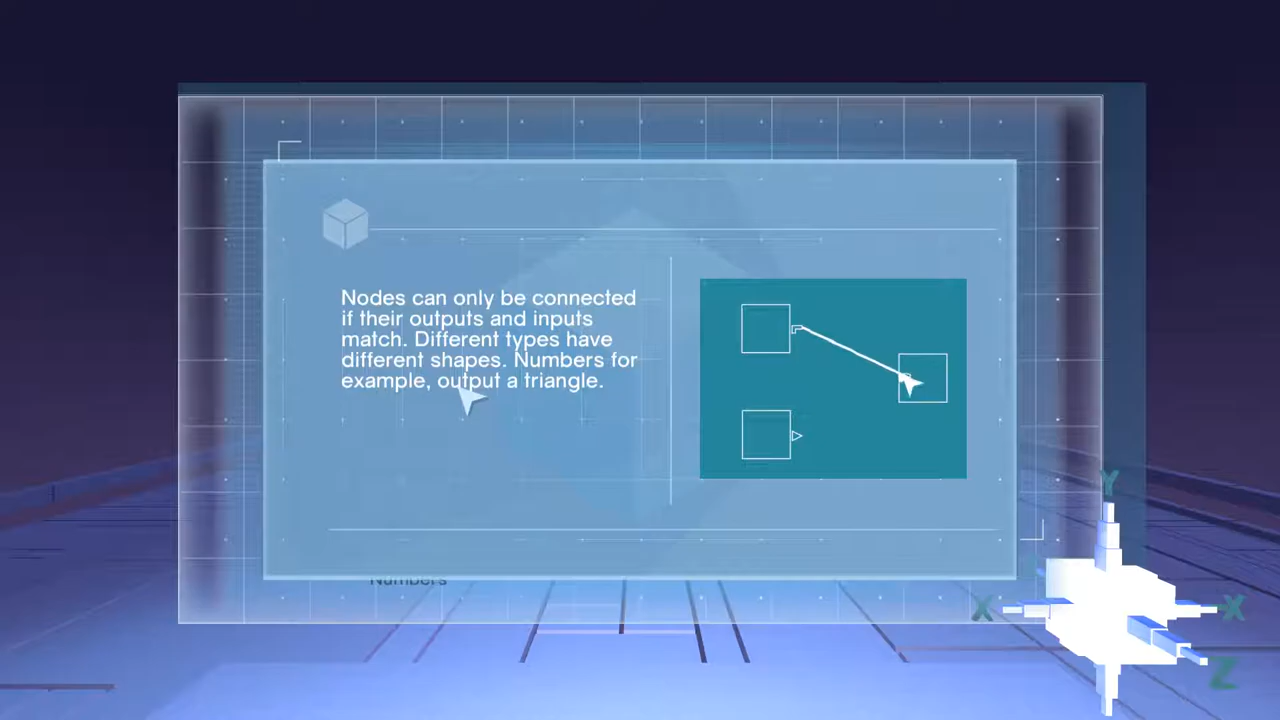 Nodes can only be connected
if their outputs and inputs
match. Different types have
different shapes. Numbers for
example, output a triangle.
Numbers
Y
X
X
Z